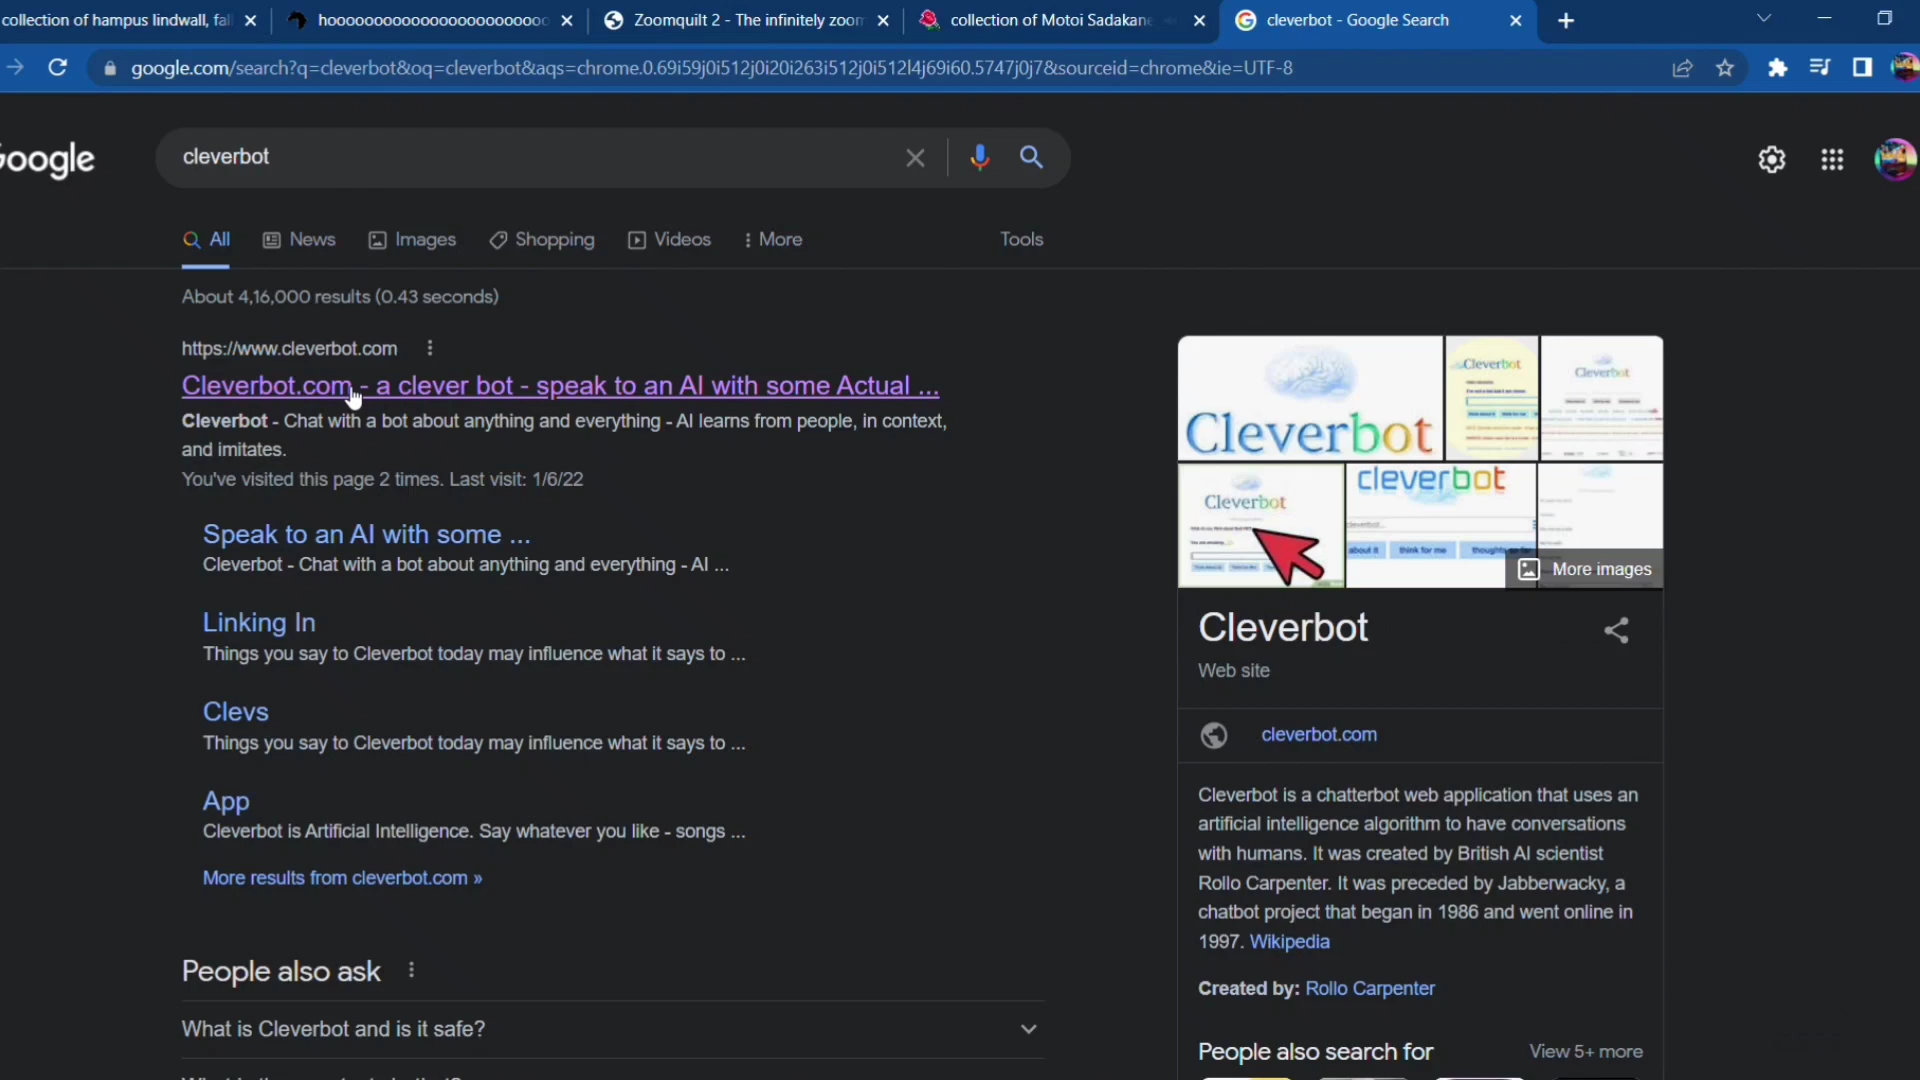 collection of hampus lindwall, fal
hooooooooooooooooooooooo
Zoomquilt 2 - The infinitely zoom
collection of Motoi Sadakane
cleverbot - Google Search
google.com/search?q=cleverbot&oq=cleverbot&aqs=chrome.0.69i59j0i512j0i20i263i512j0i512l4j69i60.5747j0j7&sourceid=chrome&ie=UTF-8
Google
cleverbot
All
News
Images
Shopping
Videos
More
Tools
About 4,16,000 results (0.43 seconds)
https://www.cleverbot.com
Cleverbot.com - a clever bot - speak to an AI with some Actual ...
Cleverbot - Chat with a bot about anything and everything - AI learns from people, in context,
and imitates.
You've visited this page 2 times. Last visit: 1/6/22
Speak to an AI with some ...
Cleverbot - Chat with a bot about anything and everything - AI ...
Linking In
Things you say to Cleverbot today may influence what it says to ...
Clevs
Things you say to Cleverbot today may influence what it says to ...
App
Cleverbot is Artificial Intelligence. Say whatever you like - songs ...
More results from cleverbot.com »
People also ask
What is Cleverbot and is it safe?
Cleverbot
Cleverbot
Cleverbot
Cleverbot
cleverbot
about it
think for me
thoughts so far
More images
Cleverbot
Web site
cleverbot.com
Cleverbot is a chatterbot web application that uses an
artificial intelligence algorithm to have conversations
with humans. It was created by British AI scientist
Rollo Carpenter. It was preceded by Jabberwacky, a
chatbot project that began in 1986 and went online in
1997. Wikipedia
Created by: Rollo Carpenter
People also search for
View 5+ more